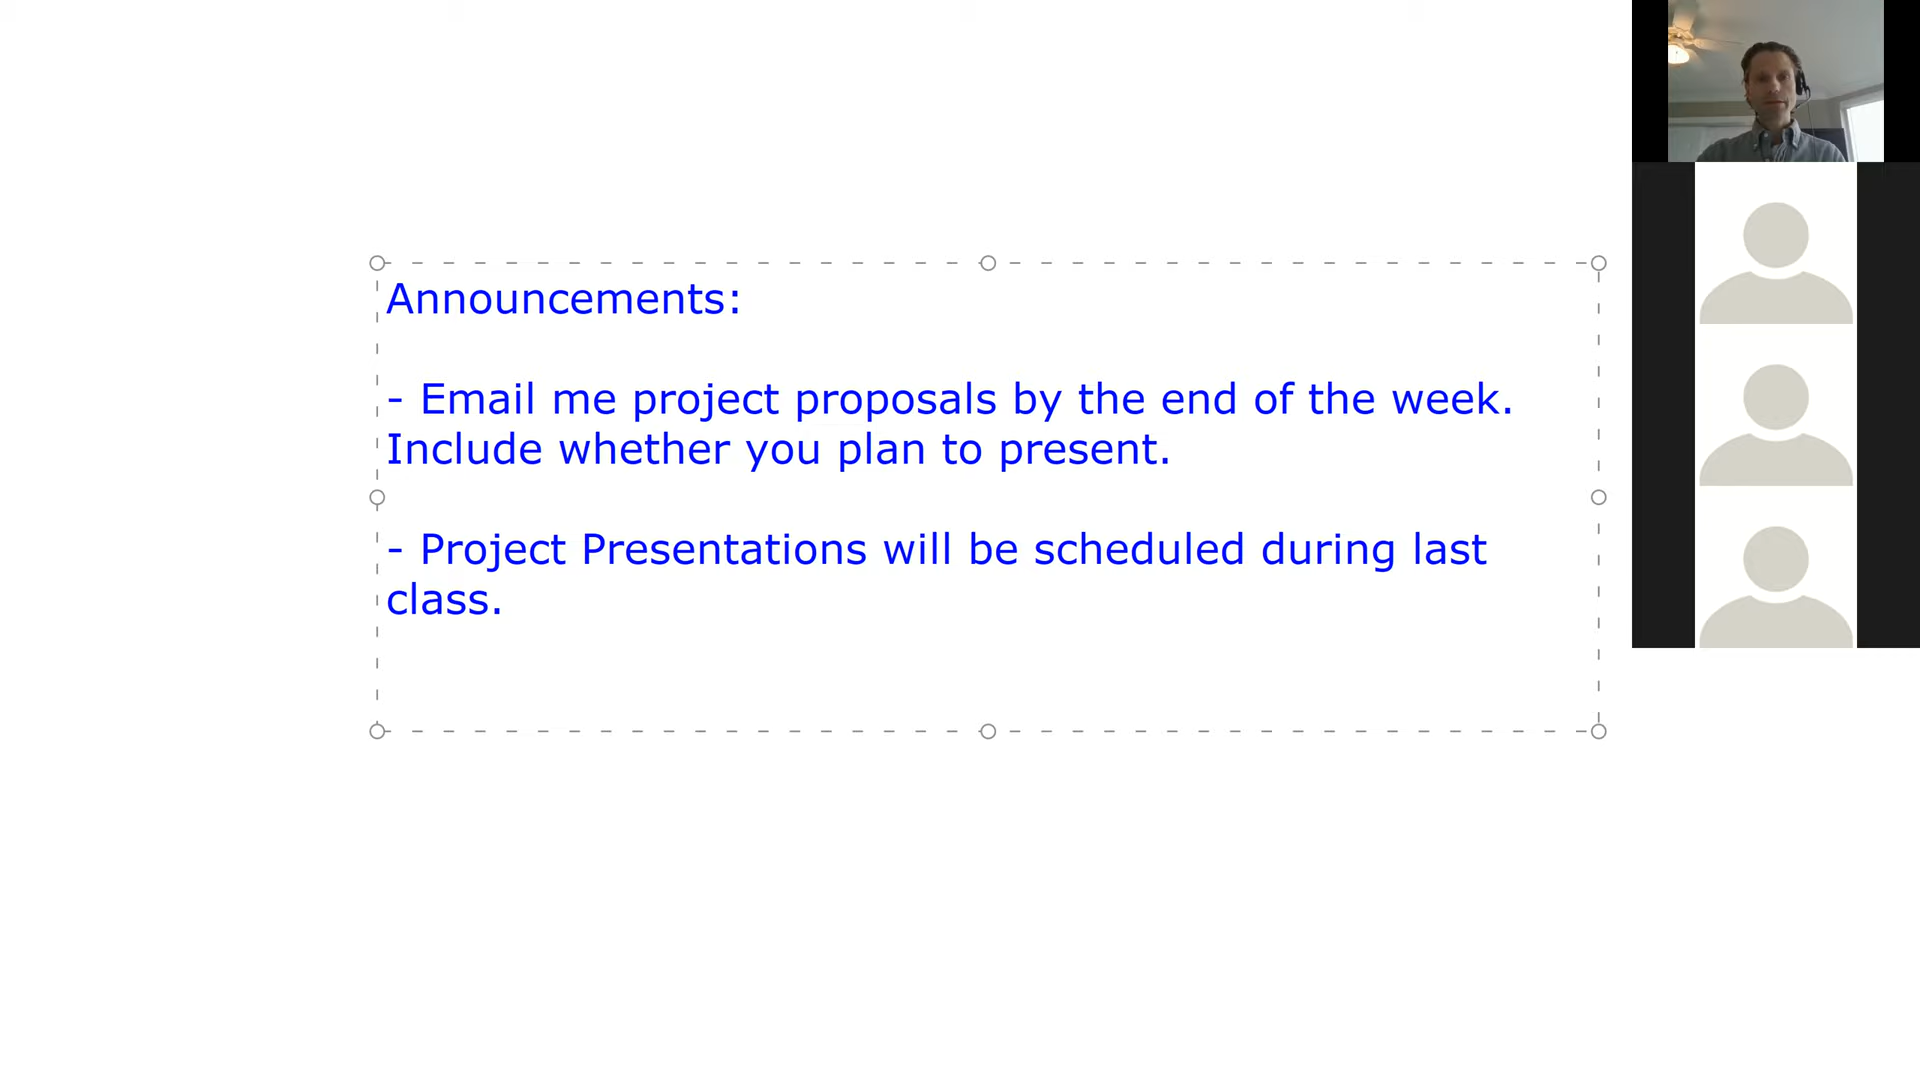 Announcements:
- Email me project proposals by the end of the week.
Include whether you plan to present.
- Project Presentations will be scheduled during last
class.